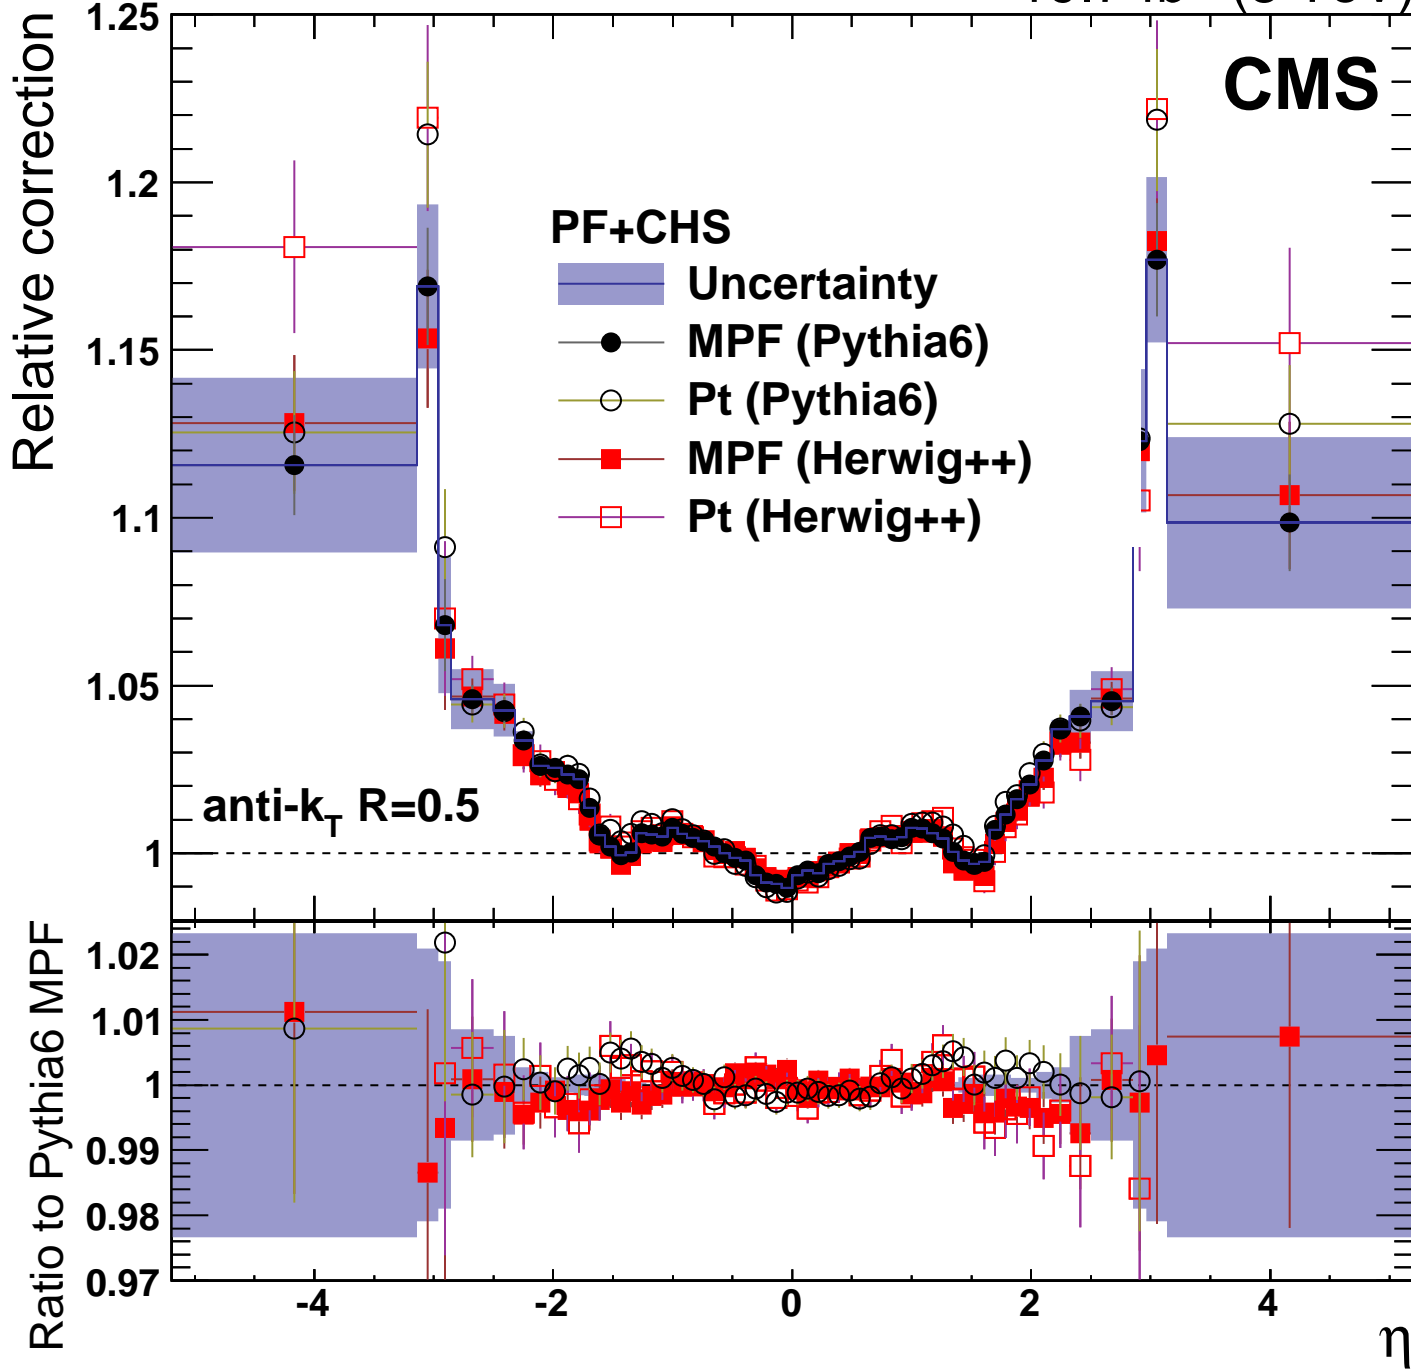 CMS
Relative correction
1.25
1.2
1.15
1.1
1.05
1
PF+CHS
Uncertainty
MPF (Pythia6)
Pt (Pythia6)
MPF (Herwig++)
Pt (Herwig++)
anti-kT R=0.5
Ratio to Pythia6 MPF
1.02
1.01
1
0.99
0.98
0.97
-4 -2 0 2 4
η